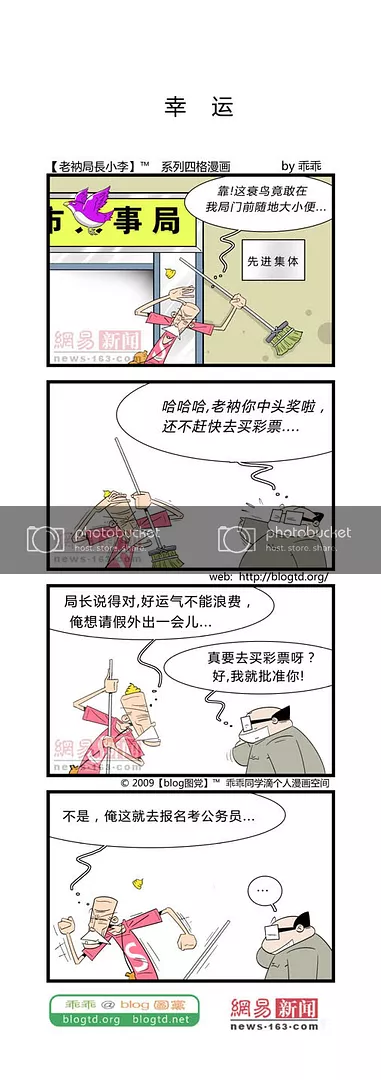 幸 运
【老衲局長小李】™ 系列四格漫画 by 乖乖
靠!这衰鸟竟敢在
我局门前随地大小便...
事局
先进集体
網易 新闻
news·163·com
哈哈哈,老衲你中头奖啦,
还不赶快去买彩票....
photobucket
host. store. share.
photobucket
host. store. share.
web: http://blogtd.org/
局长说得对,好运气不能浪费,
俺想请假外出一会儿...
真要去买彩票呀?
好,我就批准你!
網易 新闻
news·163·com
© 2009【blog图党】™ 乖乖同学滴个人漫画空间
不是,俺这就去报名考公务员...
...
乖乖 @ blog 圖黨
blogtd.org blogtd.net
網易 新闻
news·163·com